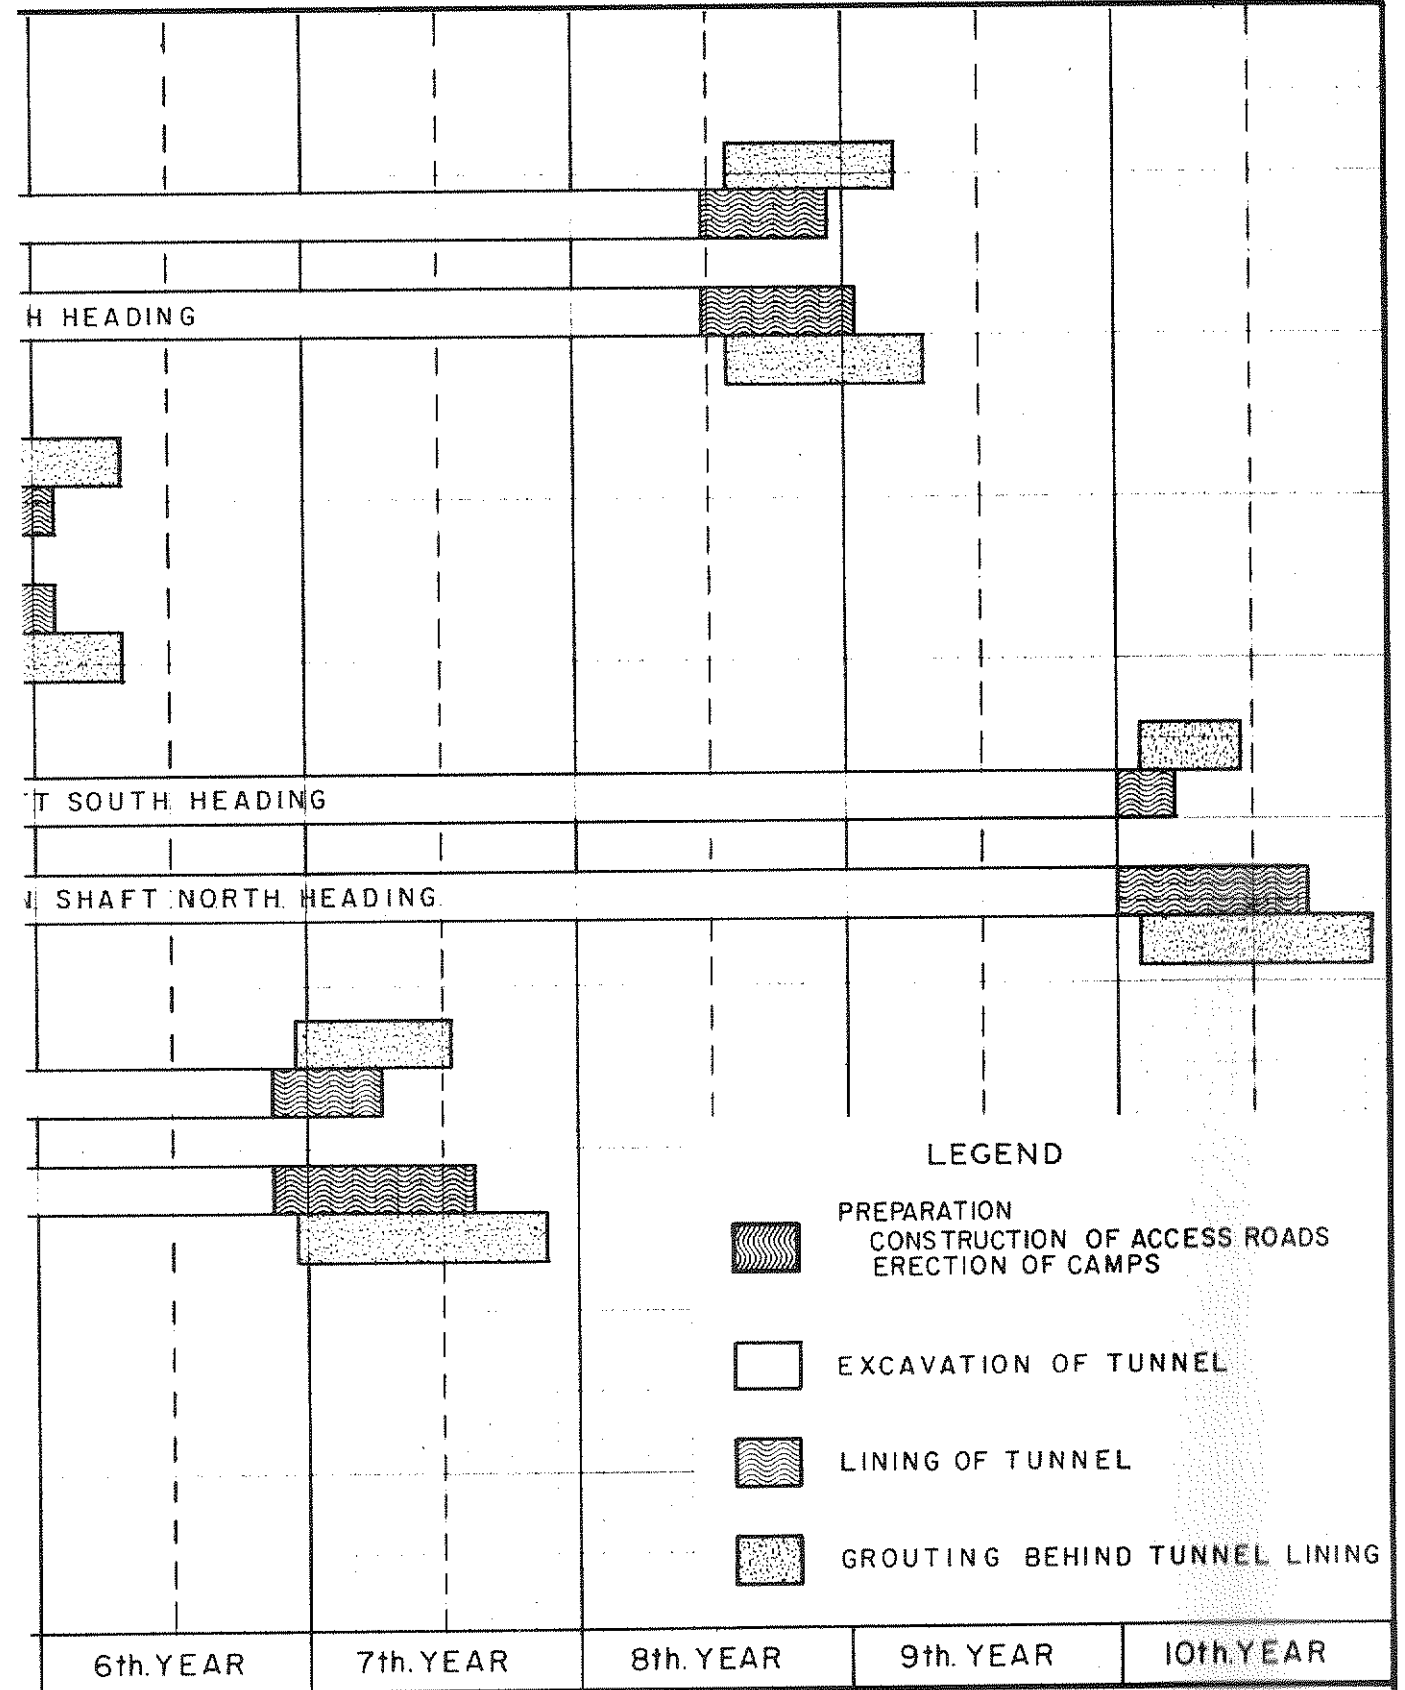 H HEADING
T SOUTH HEADING
SHAFT NORTH HEADING
LEGEND
PREPARATION
CONSTRUCTION OF ACCESS ROADS
ERECTION OF CAMPS
EXCAVATION OF TUNNEL
LINING OF TUNNEL
GROUTING BEHIND TUNNEL LINING
6th. YEAR 7th. YEAR 8th. YEAR 9th. YEAR 10th. YEAR